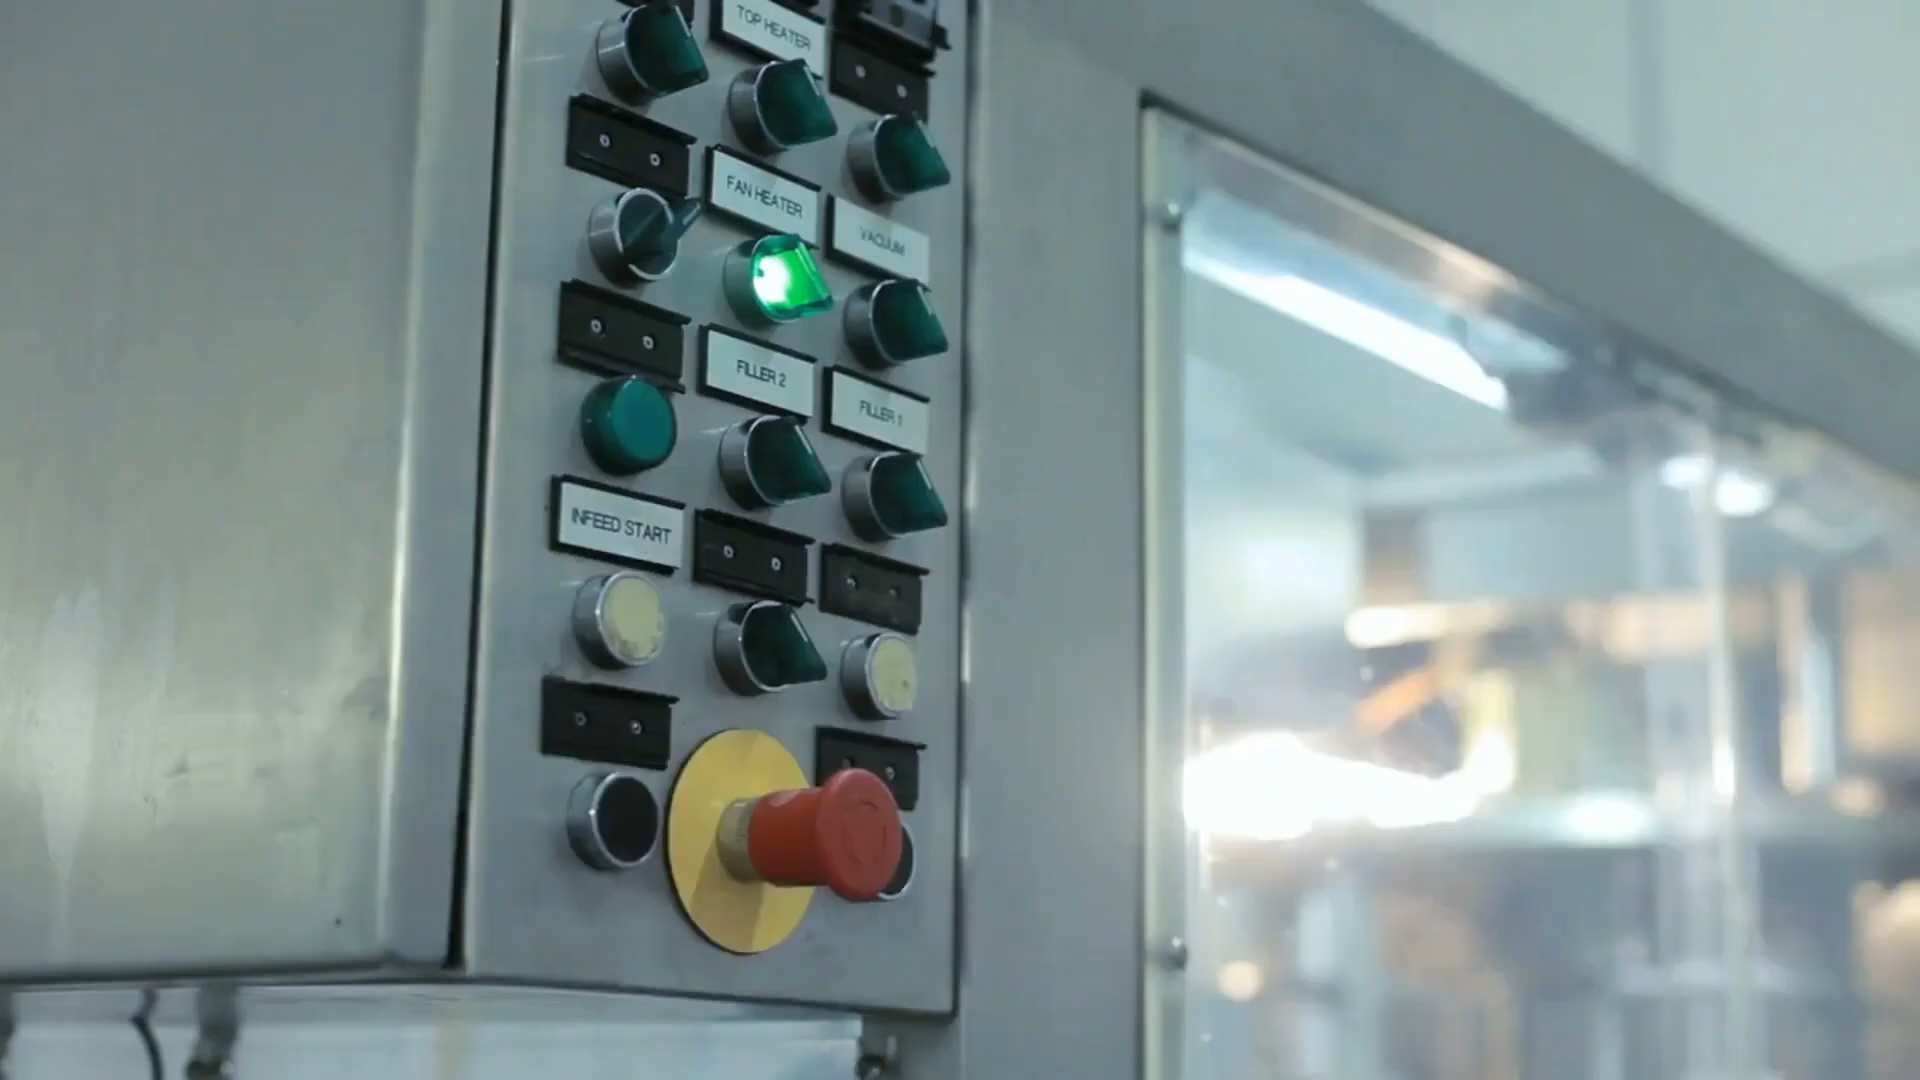 TOP HEATER
FAN HEATER
VACUUM
FILLER 2
FILLER 1
INFEED START